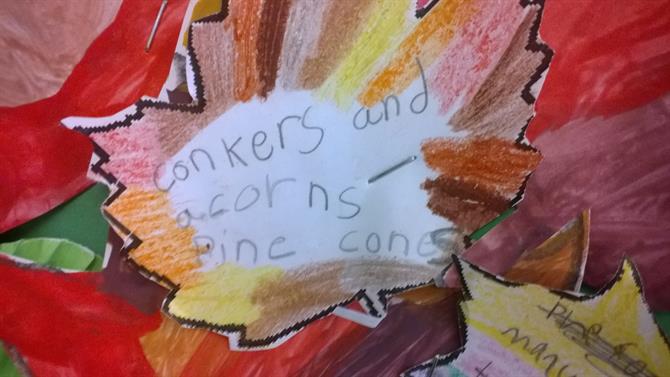 conkers and
acorns
Pine cones